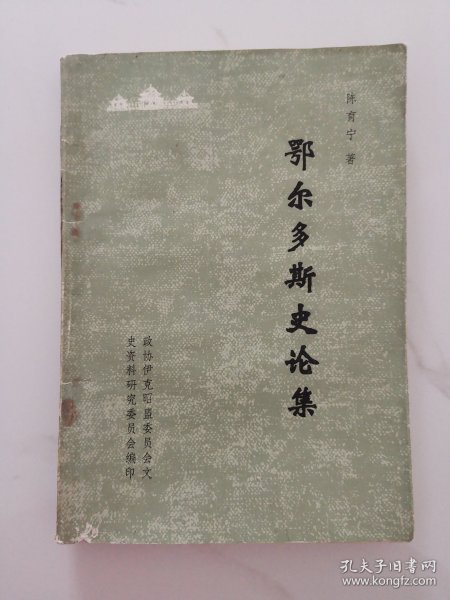 陈育宁 著
鄂尔多斯史论集
政协伊克昭盟委员会文
史资料研究委员会编印
孔夫子旧书网
www.kongfz.com